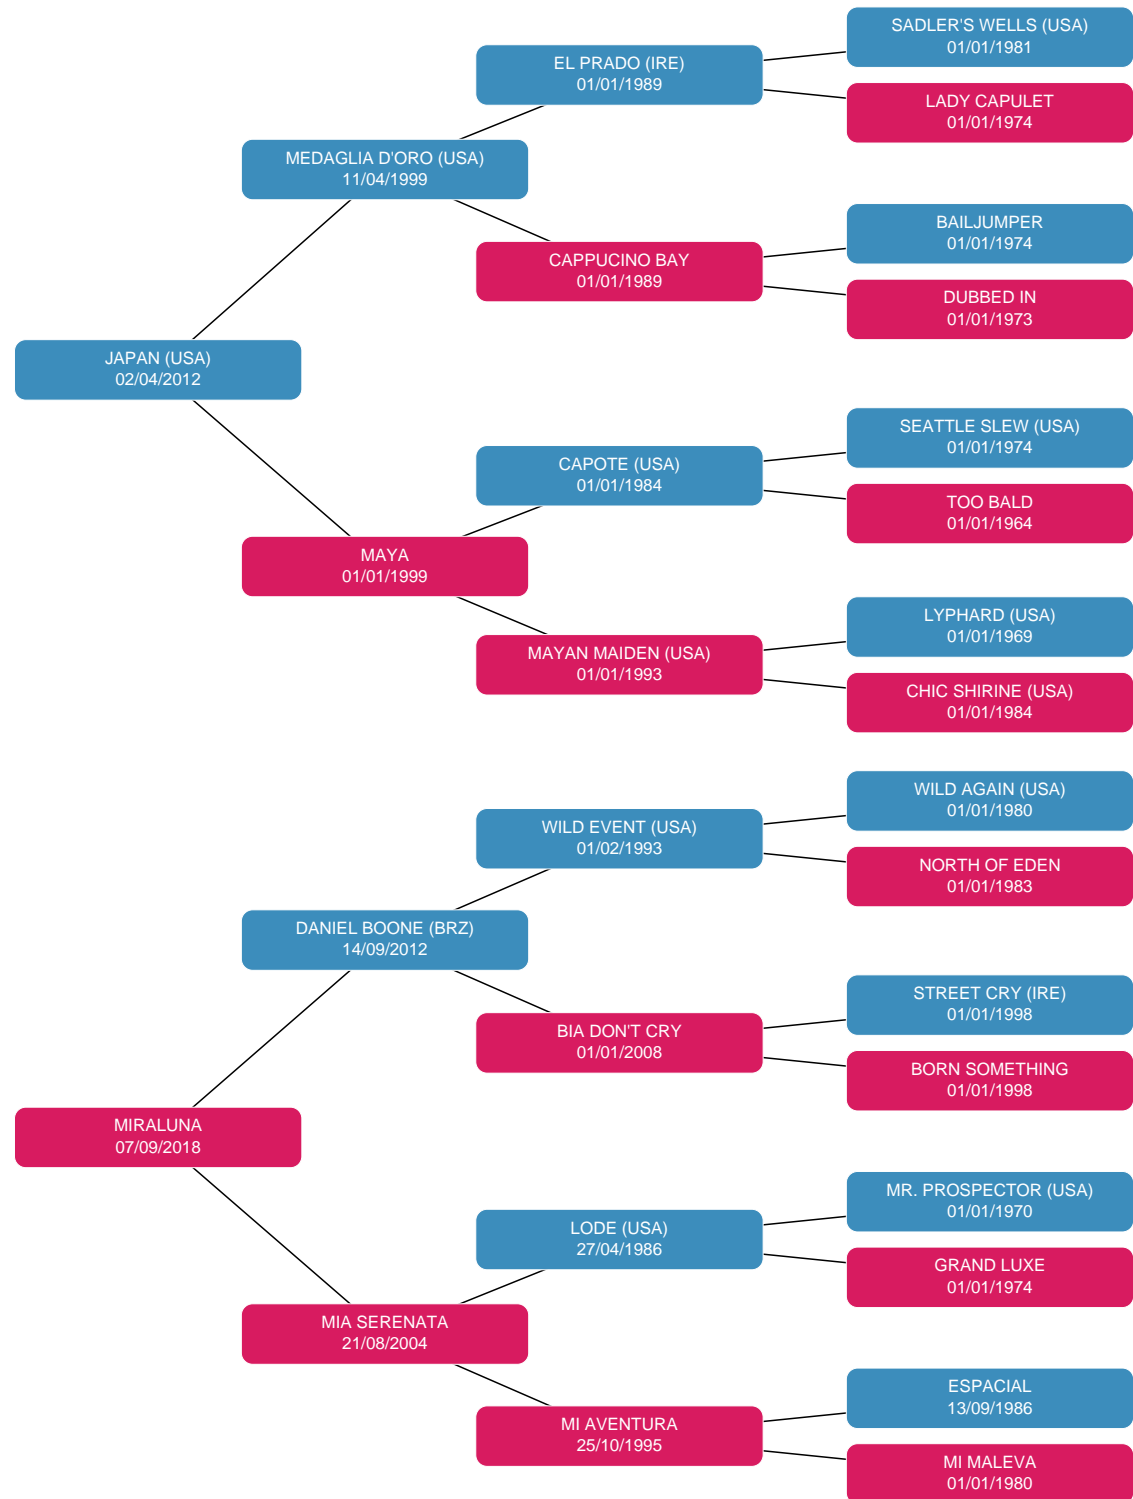 SADLER'S WELLS (USA)
01/01/1981
EL PRADO (IRE)
01/01/1989
LADY CAPULET
01/01/1974
MEDAGLIA D'ORO (USA)
11/04/1999
BAILJUMPER
01/01/1974
CAPPUCINO BAY
01/01/1989
DUBBED IN
01/01/1973
JAPAN (USA)
02/04/2012
SEATTLE SLEW (USA)
01/01/1974
CAPOTE (USA)
01/01/1984
TOO BALD
01/01/1964
MAYA
01/01/1999
LYPHARD (USA)
01/01/1969
MAYAN MAIDEN (USA)
01/01/1993
CHIC SHIRINE (USA)
01/01/1984
WILD AGAIN (USA)
01/01/1980
WILD EVENT (USA)
01/02/1993
NORTH OF EDEN
01/01/1983
DANIEL BOONE (BRZ)
14/09/2012
STREET CRY (IRE)
01/01/1998
BIA DON'T CRY
01/01/2008
BORN SOMETHING
01/01/1998
MIRALUNA
07/09/2018
MR. PROSPECTOR (USA)
01/01/1970
LODE (USA)
27/04/1986
GRAND LUXE
01/01/1974
MIA SERENATA
21/08/2004
ESPACIAL
13/09/1986
MI AVENTURA
25/10/1995
MI MALEVA
01/01/1980